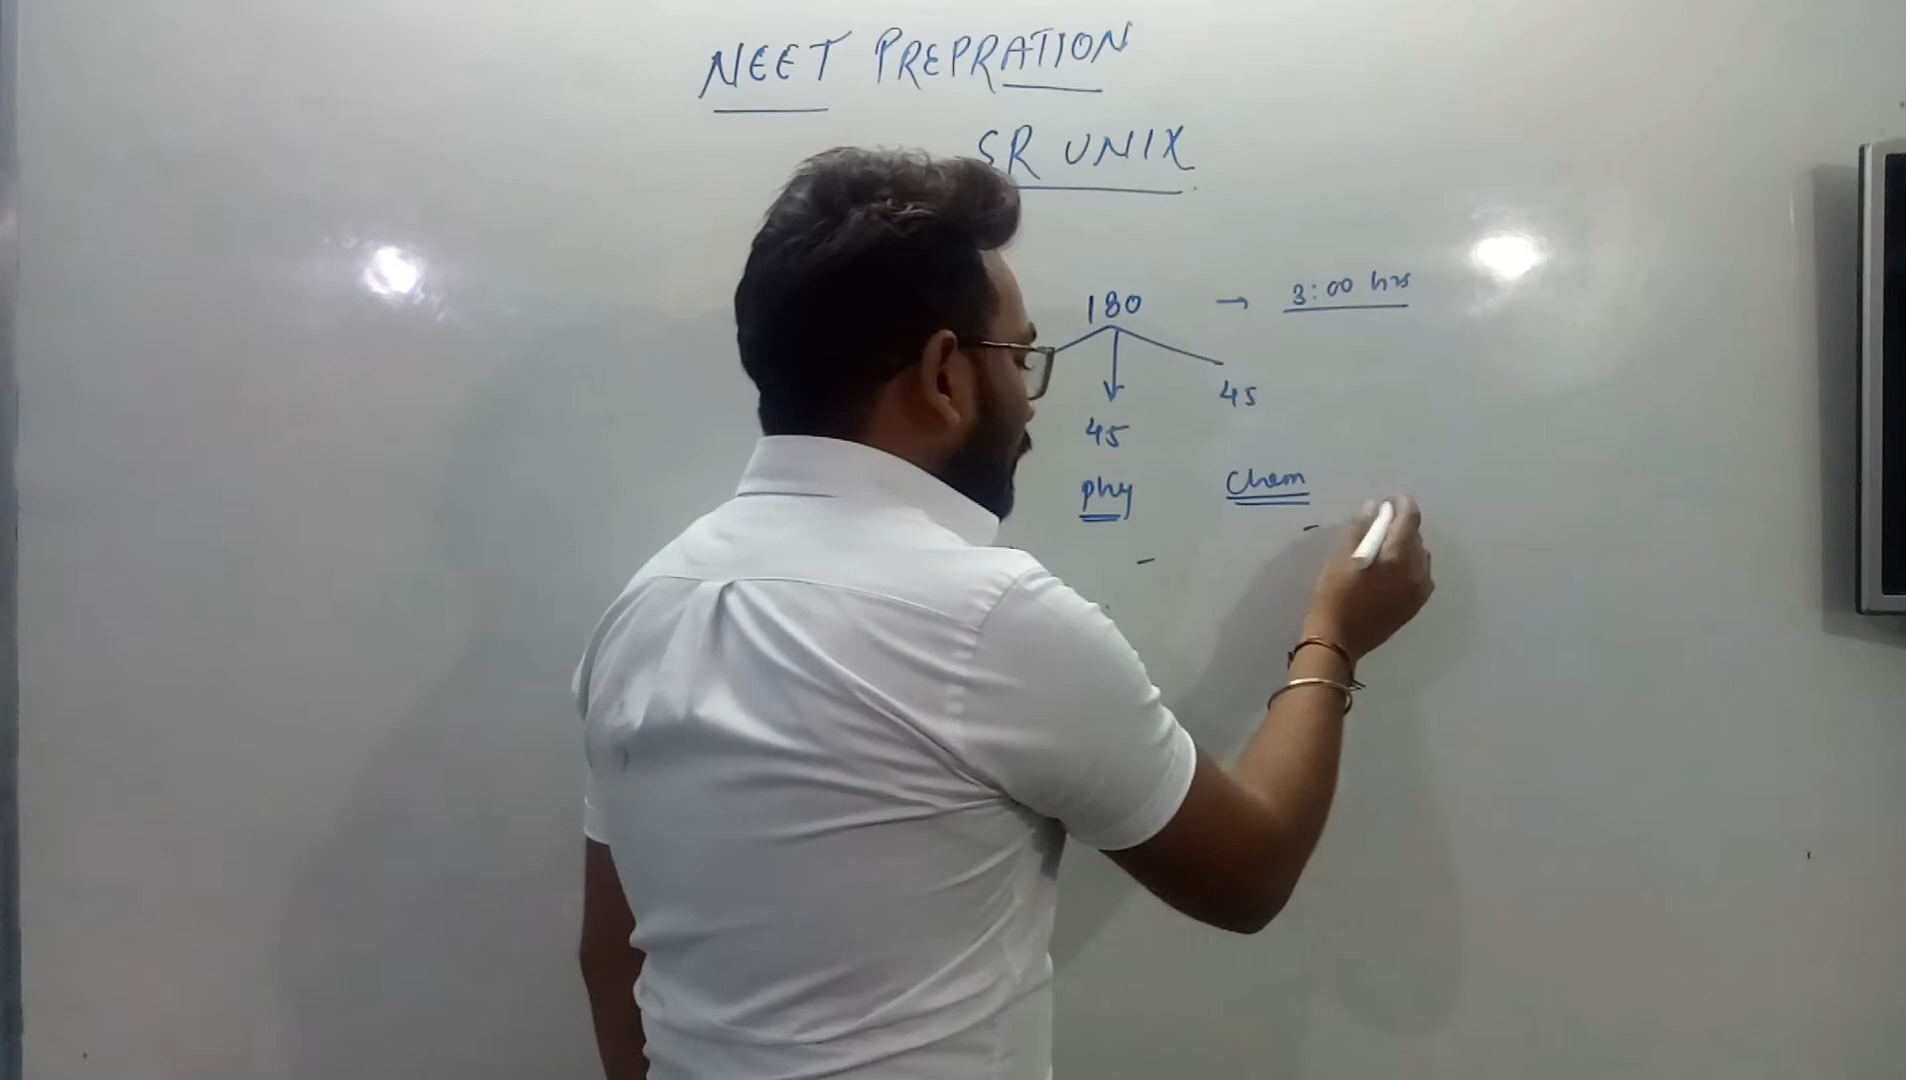 NEET PREPRATION
SR UNIX
180 → 3:00 hrs
45
45
phy
Chem